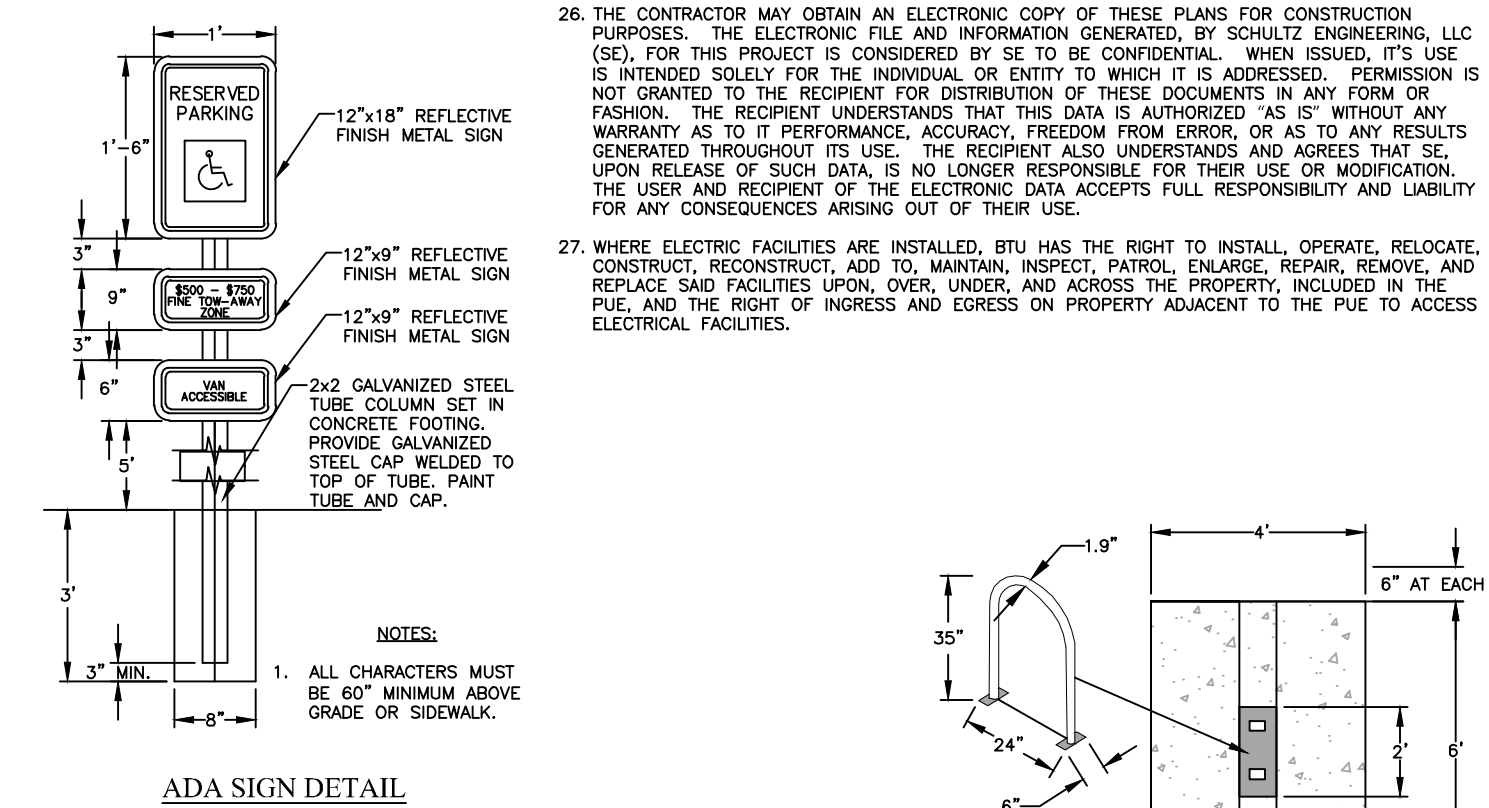 1'
RESERVED
PARKING
1'-6"
12"x18" REFLECTIVE
FINISH METAL SIGN
3"
12"x9" REFLECTIVE
FINISH METAL SIGN
9"
$500 - $750
FINE TOW-AWAY
ZONE
12"x9" REFLECTIVE
FINISH METAL SIGN
3"
6"
VAN
ACCESSIBLE
2x2 GALVANIZED STEEL
TUBE COLUMN SET IN
CONCRETE FOOTING.
PROVIDE GALVANIZED
STEEL CAP WELDED TO
TOP OF TUBE. PAINT
TUBE AND CAP.
5'
3'
3" MIN.
8"
NOTES:
1. ALL CHARACTERS MUST
BE 60" MINIMUM ABOVE
GRADE OR SIDEWALK.
ADA SIGN DETAIL
26. THE CONTRACTOR MAY OBTAIN AN ELECTRONIC COPY OF THESE PLANS FOR CONSTRUCTION
PURPOSES. THE ELECTRONIC FILE AND INFORMATION GENERATED, BY SCHULTZ ENGINEERING, LLC
(SE), FOR THIS PROJECT IS CONSIDERED BY SE TO BE CONFIDENTIAL. WHEN ISSUED, IT'S USE
IS INTENDED SOLELY FOR THE INDIVIDUAL OR ENTITY TO WHICH IT IS ADDRESSED. PERMISSION IS
NOT GRANTED TO THE RECIPIENT FOR DISTRIBUTION OF THESE DOCUMENTS IN ANY FORM OR
FASHION. THE RECIPIENT UNDERSTANDS THAT THIS DATA IS AUTHORIZED "AS IS" WITHOUT ANY
WARRANTY AS TO IT PERFORMANCE, ACCURACY, FREEDOM FROM ERROR, OR AS TO ANY RESULTS
GENERATED THROUGHOUT ITS USE. THE RECIPIENT ALSO UNDERSTANDS AND AGREES THAT SE,
UPON RELEASE OF SUCH DATA, IS NO LONGER RESPONSIBLE FOR THEIR USE OR MODIFICATION.
THE USER AND RECIPIENT OF THE ELECTRONIC DATA ACCEPTS FULL RESPONSIBILITY AND LIABILITY
FOR ANY CONSEQUENCES ARISING OUT OF THEIR USE.
27. WHERE ELECTRIC FACILITIES ARE INSTALLED, BTU HAS THE RIGHT TO INSTALL, OPERATE, RELOCATE,
CONSTRUCT, RECONSTRUCT, ADD TO, MAINTAIN, INSPECT, PATROL, ENLARGE, REPAIR, REMOVE, AND
REPLACE SAID FACILITIES UPON, OVER, UNDER, AND ACROSS THE PROPERTY, INCLUDED IN THE
PUE, AND THE RIGHT OF INGRESS AND EGRESS ON PROPERTY ADJACENT TO THE PUE TO ACCESS
ELECTRICAL FACILITIES.
1.9"
35"
24"
6"
4'
6" AT EACH
2'
6'